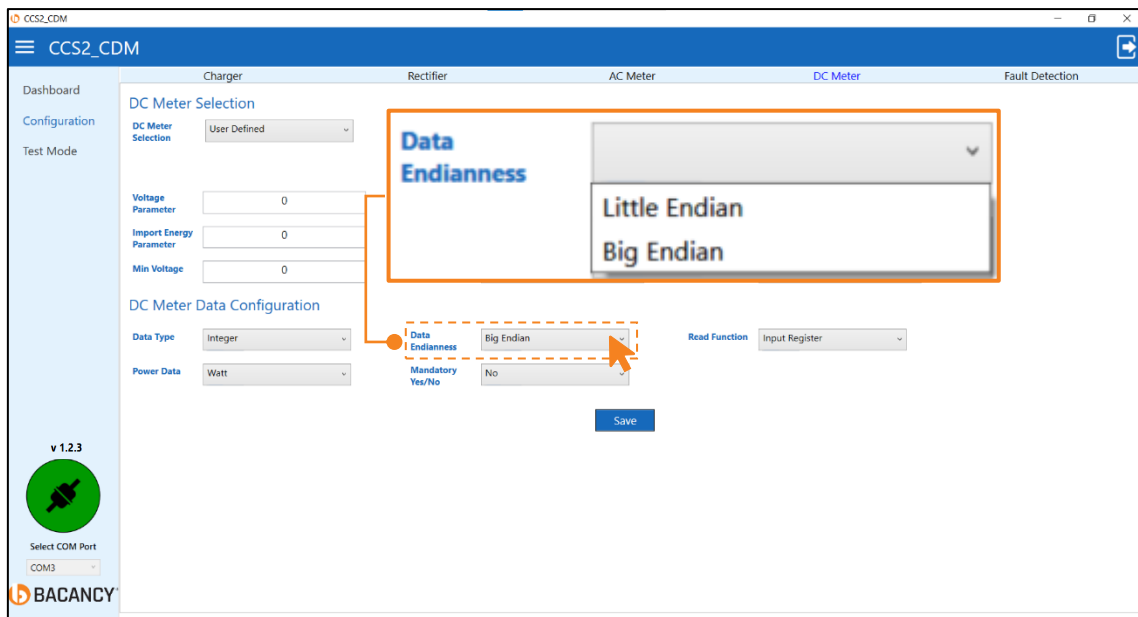 CCS2_CDM
CCS2_CDM
Charger Rectifier AC Meter DC Meter Fault Detection
Dashboard
Configuration
Test Mode
DC Meter Selection
DC Meter
Selection
User Defined
Voltage
Parameter
0
Import Energy
Parameter
0
Min Voltage
0
Data
Endianness
Little Endian
Big Endian
DC Meter Data Configuration
Data Type
Integer
Data
Endianness
Big Endian
Read Function
Input Register
Power Data
Watt
Mandatory
Yes/No
No
Save
v 1.2.3
Select COM Port
COM3
BACANCY